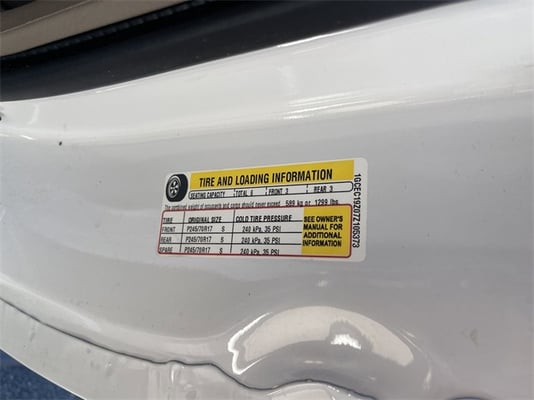 TIRE AND LOADING INFORMATION
SEATING CAPACITY TOTAL 6 FRONT 3 REAR 3
The combined weight of occupants and cargo should never exceed 589 kg or 1299 lbs.
TIRE ORIGINAL SIZE COLD TIRE PRESSURE
FRONT P245/70R17 S 240 kPa, 35 PSI
REAR P245/70R17 S 240 kPa, 35 PSI
SPARE P245/70R17 S 240 kPa, 35 PSI
SEE OWNER'S
MANUAL FOR
ADDITIONAL
INFORMATION
1GCEC19Z07Z106373